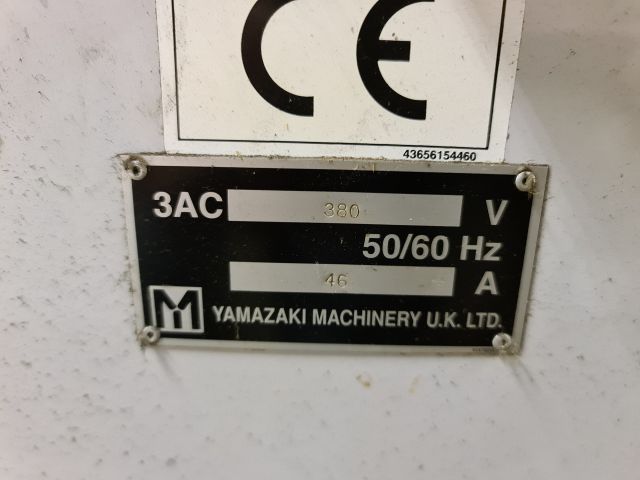 CE
43656154460
3AC 380 V
50/60 Hz
46 A
YAMAZAKI MACHINERY U.K. LTD.